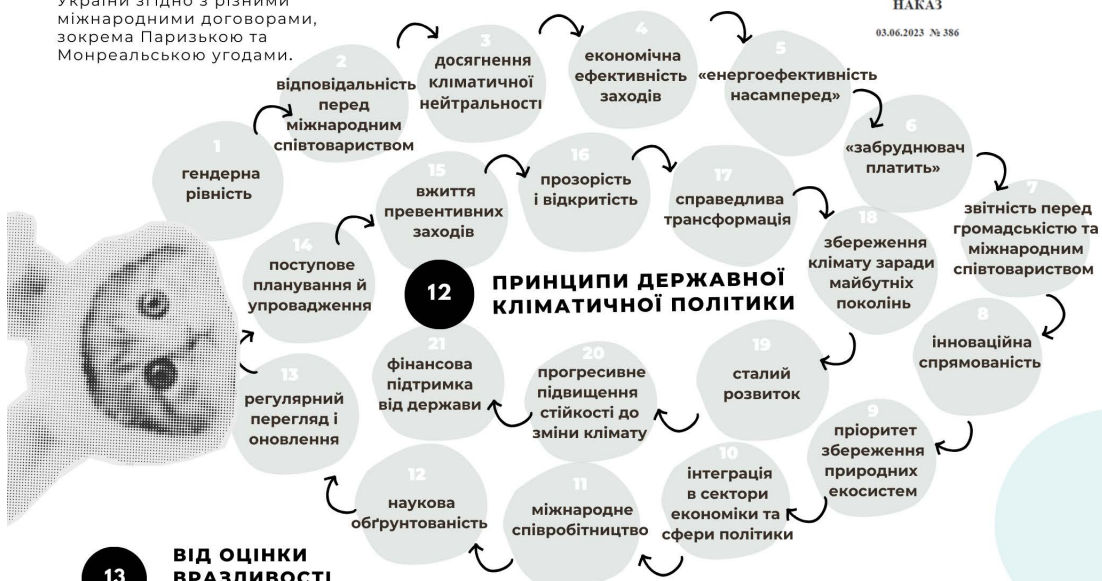 України згідно з різними
міжнародними договорами,
зокрема Паризькою та
Монреальською угодами.
НАКАЗ
03.06.2023 № 386
1
гендерна
рівність
2
відповідальність
перед
міжнародним
співтовариством
3
досягнення
кліматичної
нейтральності
4
економічна
ефективність
заходів
5
«енергоефективність
насамперед»
6
«забруднювач
платить»
7
звітність перед
громадськістю та
міжнародним
співтовариством
8
інноваційна
спрямованість
9
пріоритет
збереження
природних
екосистем
10
інтеграція
в сектори
економіки та
сфери політики
11
міжнародне
співробітництво
12
наукова
обґрунтованість
13
регулярний
перегляд і
оновлення
14
поступове
планування й
упровадження
15
вжиття
превентивних
заходів
16
прозорість
і відкритість
17
справедлива
трансформація
18
збереження
клімату заради
майбутніх
поколінь
19
сталий
розвиток
20
прогресивне
підвищення
стійкості до
зміни клімату
21
фінансова
підтримка
від держави
12
ПРИНЦИПИ ДЕРЖАВНОЇ
КЛІМАТИЧНОЇ ПОЛІТИКИ
13
ВІД ОЦІНКИ
ВРАЗЛИВОСТІ